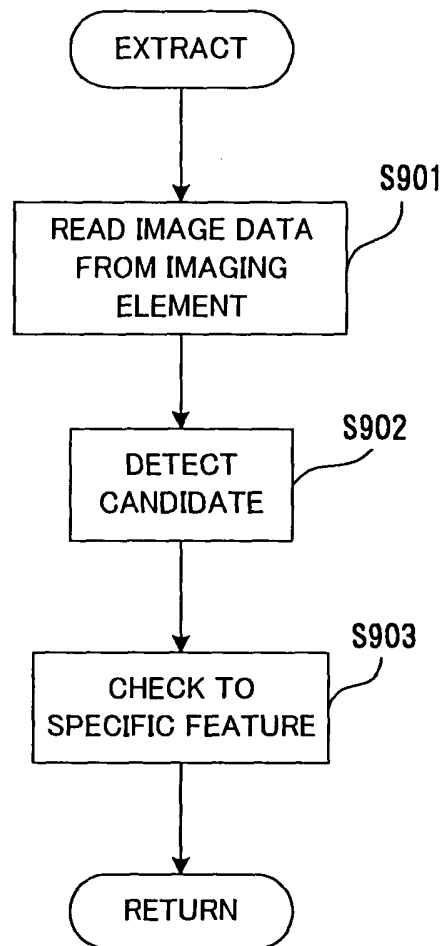 EXTRACT
S901
READ IMAGE DATA
FROM IMAGING
ELEMENT
S902
DETECT
CANDIDATE
S903
CHECK TO
SPECIFIC FEATURE
RETURN